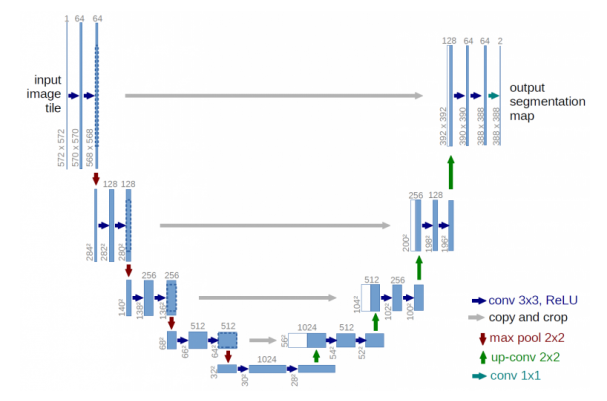 1 64 64
128 64 64 2
input
image
tile
output
segmentation
map
572 x 572
570 x 570
568 x 568
392 x 392
390 x 390
388 x 388
388 x 388
128 128
256 128
284²
282²
280²
200²
198²
196²
256 256
512 256
140²
138²
136²
104²
102²
100²
512 512
1024 512
68²
66²
64²
56²
54²
52²
1024
32²
30²
28²
conv 3x3, ReLU
copy and crop
max pool 2x2
up-conv 2x2
conv 1x1